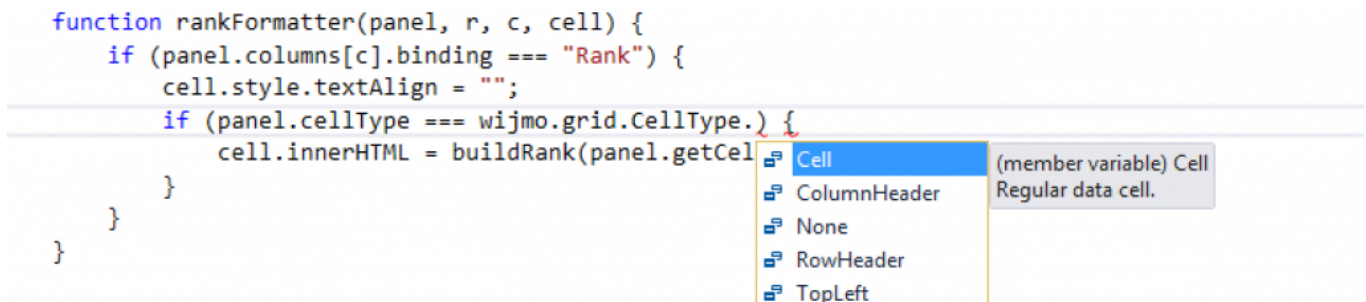 function rankFormatter(panel, r, c, cell) {
    if (panel.columns[c].binding === "Rank") {
        cell.style.textAlign = "";
        if (panel.cellType === wijmo.grid.CellType.) {
            cell.innerHTML = buildRank(panel.getCel
        }
    }
}
Cell
ColumnHeader
None
RowHeader
TopLeft
(member variable) Cell
Regular data cell.